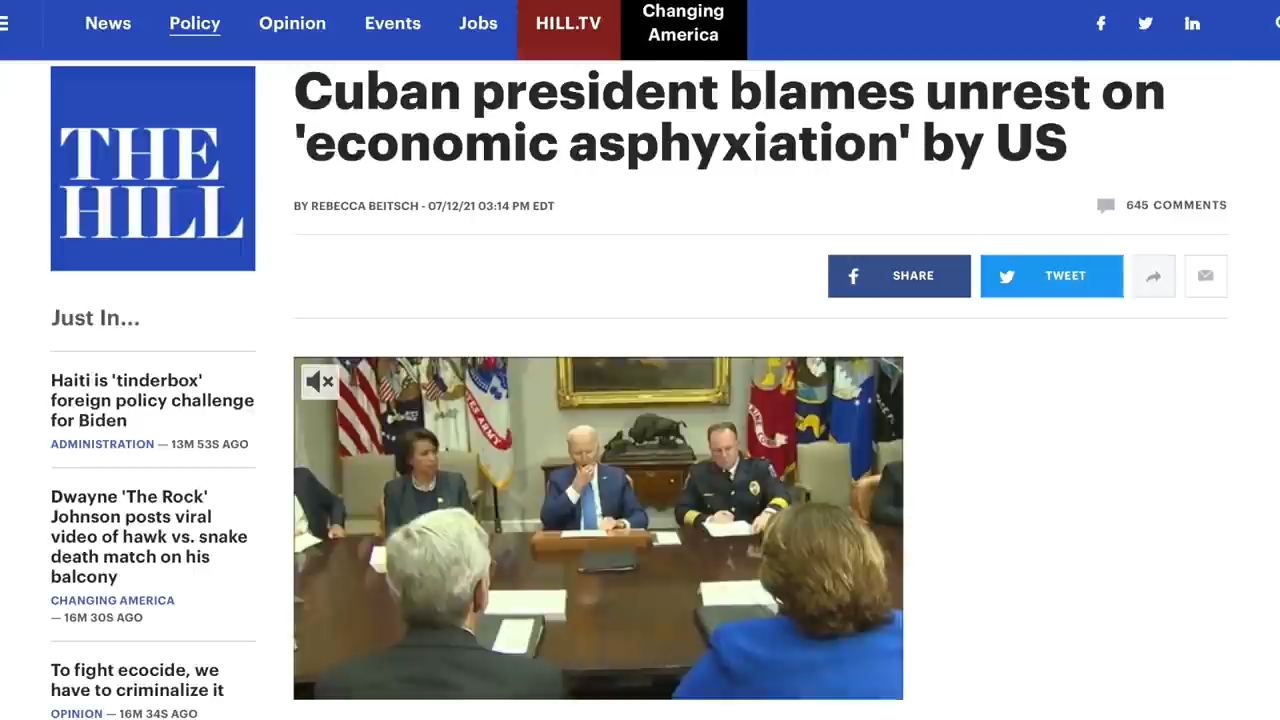 News
Policy
Opinion
Events
Jobs
HILL.TV
Changing
America
THE
HILL
Cuban president blames unrest on
'economic asphyxiation' by US
BY REBECCA BEITSCH - 07/12/21 03:14 PM EDT
645 COMMENTS
SHARE
TWEET
Just In...
Haiti is 'tinderbox'
foreign policy challenge
for Biden
ADMINISTRATION — 13M 53S AGO
Dwayne 'The Rock'
Johnson posts viral
video of hawk vs. snake
death match on his
balcony
CHANGING AMERICA
— 16M 30S AGO
To fight ecocide, we
have to criminalize it
OPINION — 16M 34S AGO